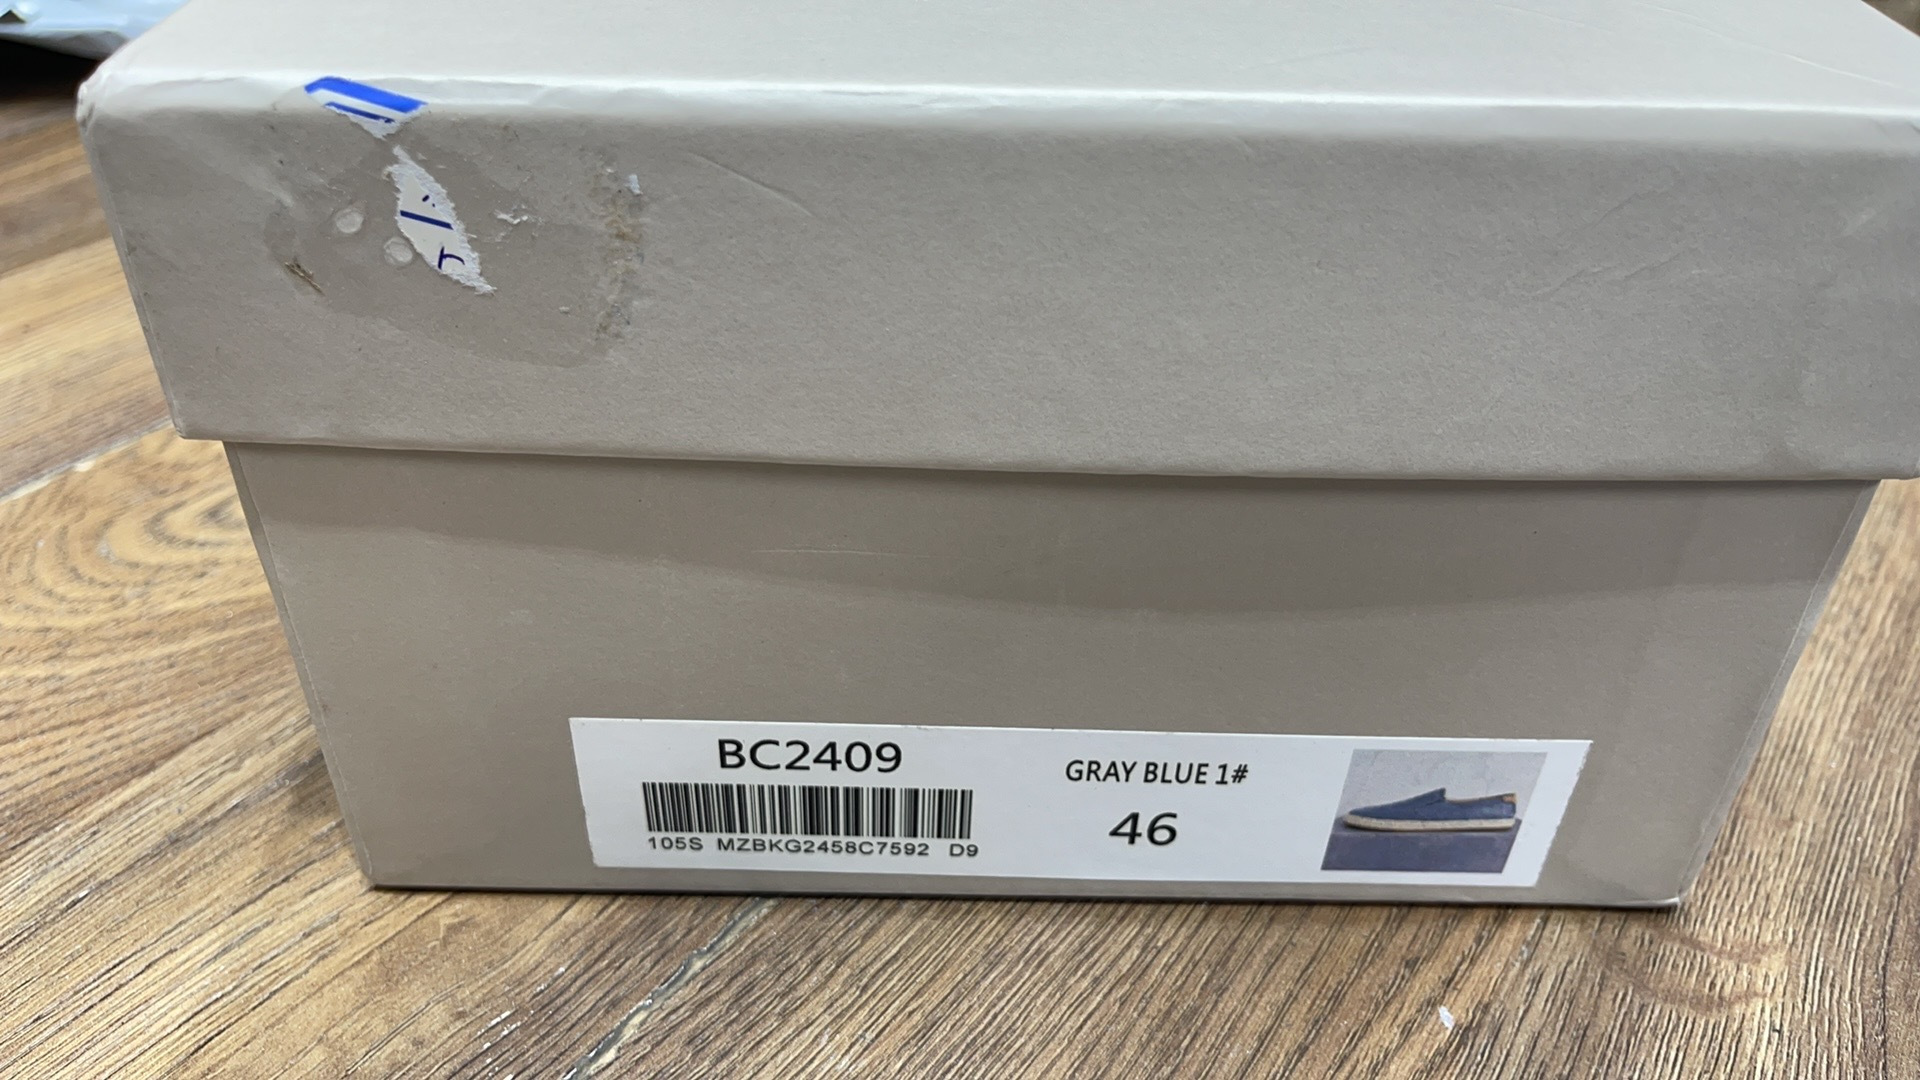 BC2409
105S MZBKG2458C7592 D9
GRAY BLUE 1#
46